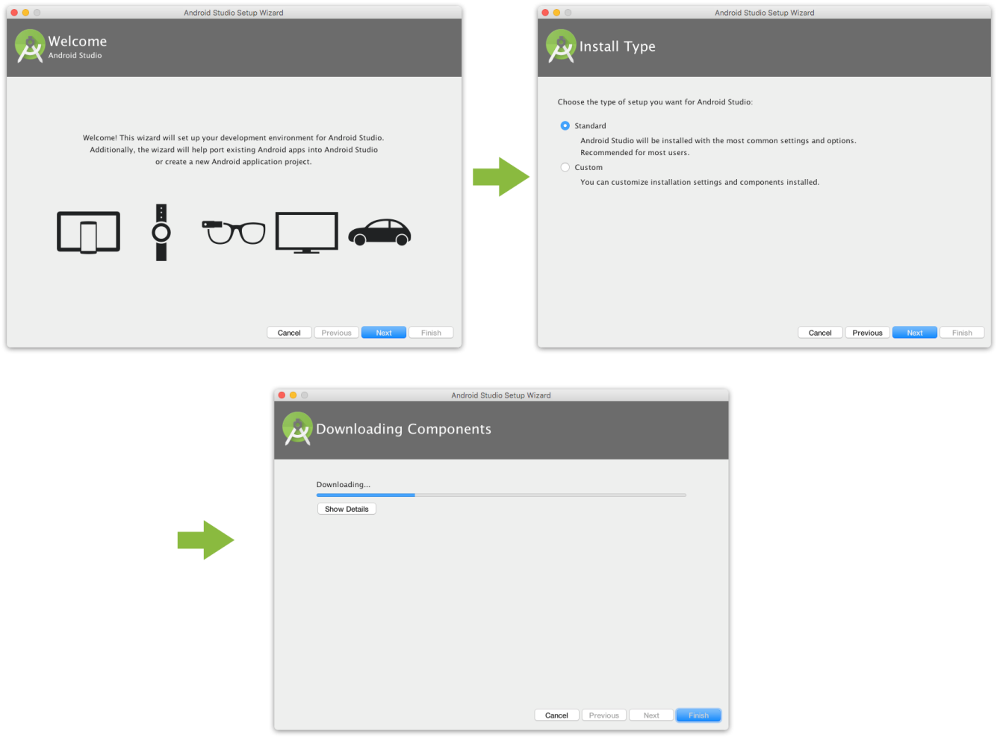 Android Studio Setup Wizard
Welcome
Android Studio
Welcome! This wizard will set up your development environment for Android Studio.
Additionally, the wizard will help port existing Android apps into Android Studio
or create a new Android application project.
Cancel Previous Next Finish
Android Studio Setup Wizard
Install Type
Choose the type of setup you want for Android Studio:
Standard
Android Studio will be installed with the most common settings and options.
Recommended for most users.
Custom
You can customize installation settings and components installed.
Cancel Previous Next Finish
Android Studio Setup Wizard
Downloading Components
Downloading...
Show Details
Cancel Previous Next Finish